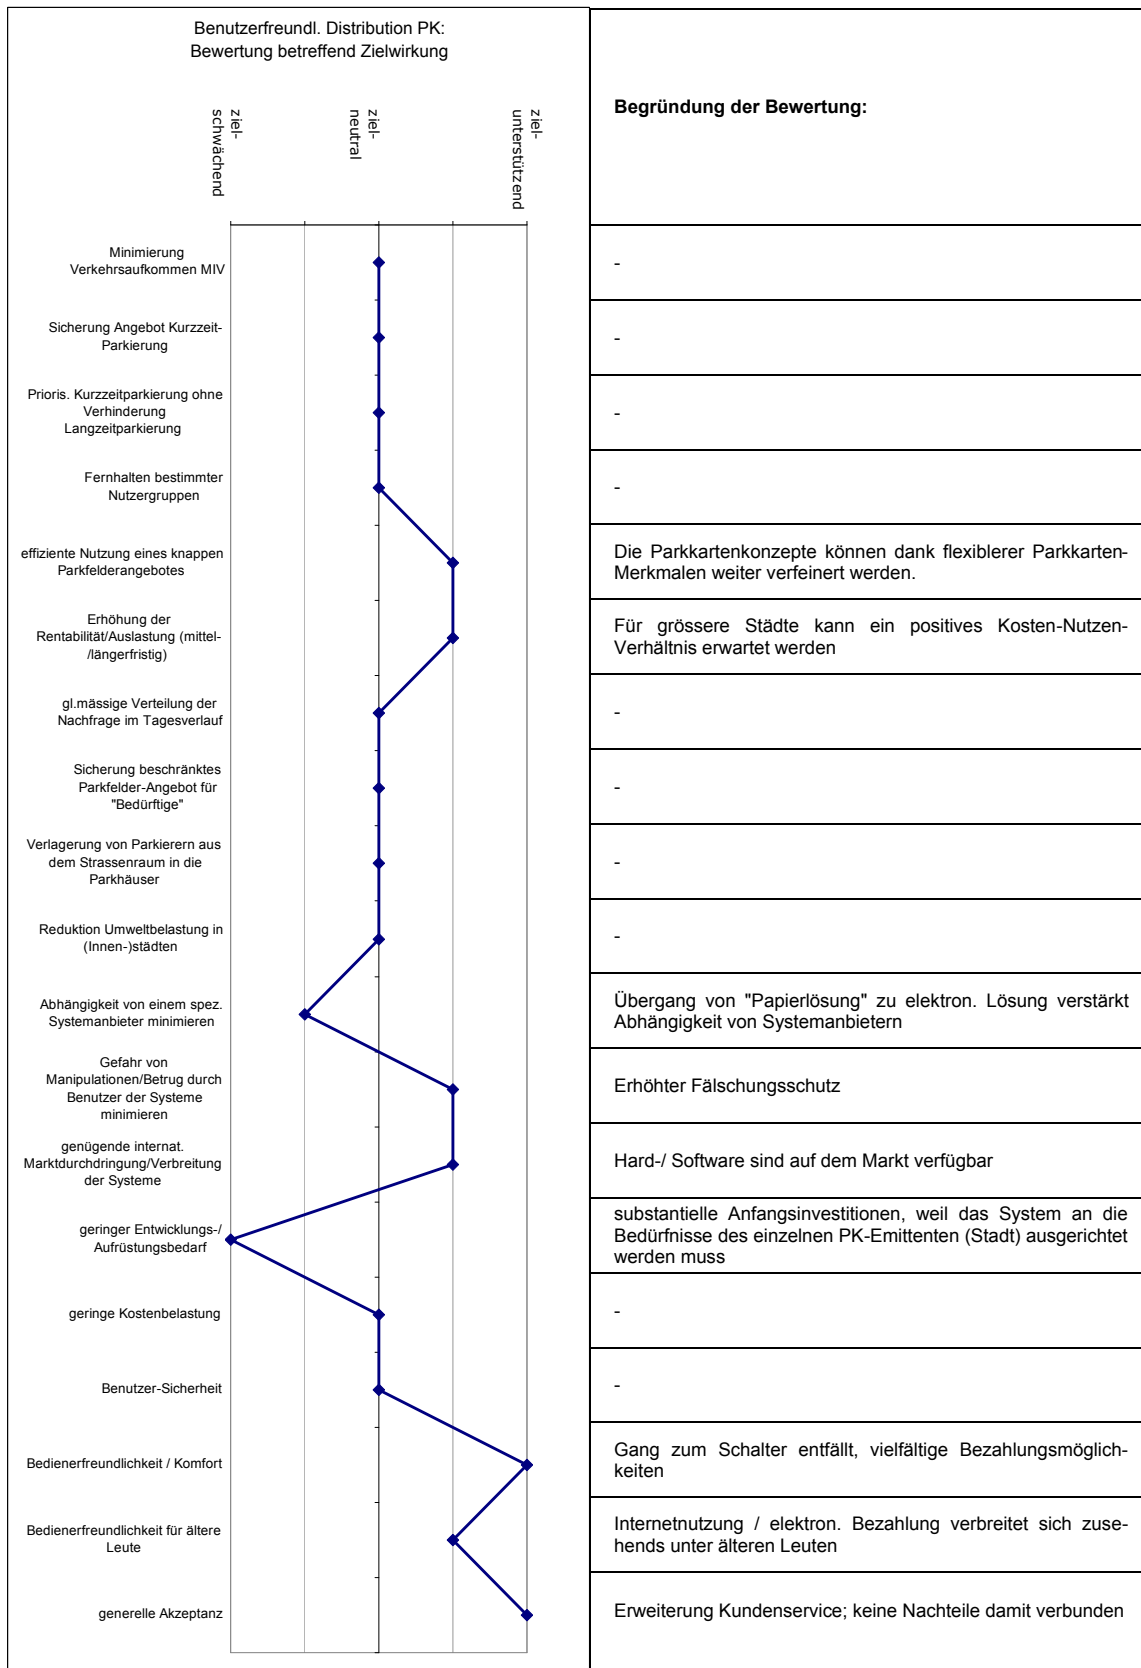 Benutzerfreundl. Distribution PK:
Bewertung betreffend Zielwirkung
Begründung der Bewertung:
ziel-
schwächend
ziel-
neutral
ziel-
unterstützend
Minimierung
Verkehrsaufkommen MIV
-
Sicherung Angebot Kurzzeit-
Parkierung
-
Prioris. Kurzzeitparkierung ohne
Verhinderung
Langzeitparkierung
-
Fernhalten bestimmter
Nutzergruppen
-
effiziente Nutzung eines knappen
Parkfelderangebotes
Die Parkkartenkonzepte können dank flexiblerer Parkkarten-
Merkmalen weiter verfeinert werden.
Erhöhung der
Rentabilität/Auslastung (mittel-
/längerfristig)
Für grössere Städte kann ein positives Kosten-Nutzen-
Verhältnis erwartet werden
gl.mässige Verteilung der
Nachfrage im Tagesverlauf
-
Sicherung beschränktes
Parkfelder-Angebot für
"Bedürftige"
-
Verlagerung von Parkierern aus
dem Strassenraum in die
Parkhäuser
-
Reduktion Umweltbelastung in
(Innen-)städten
-
Abhängigkeit von einem spez.
Systemanbieter minimieren
Übergang von "Papierlösung" zu elektron. Lösung verstärkt
Abhängigkeit von Systemanbietern
Gefahr von
Manipulationen/Betrug durch
Benutzer der Systeme
minimieren
Erhöhter Fälschungsschutz
genügende internat.
Marktdurchdringung/Verbreitung
der Systeme
Hard-/ Software sind auf dem Markt verfügbar
geringer Entwicklungs-/
Aufrüstungsbedarf
substantielle Anfangsinvestitionen, weil das System an die
Bedürfnisse des einzelnen PK-Emittenten (Stadt) ausgerichtet
werden muss
geringe Kostenbelastung
-
Benutzer-Sicherheit
-
Bedienerfreundlichkeit / Komfort
Gang zum Schalter entfällt, vielfältige Bezahlungsmöglich-
keiten
Bedienerfreundlichkeit für ältere
Leute
Internetnutzung / elektron. Bezahlung verbreitet sich zuse-
hends unter älteren Leuten
generelle Akzeptanz
Erweiterung Kundenservice; keine Nachteile damit verbunden